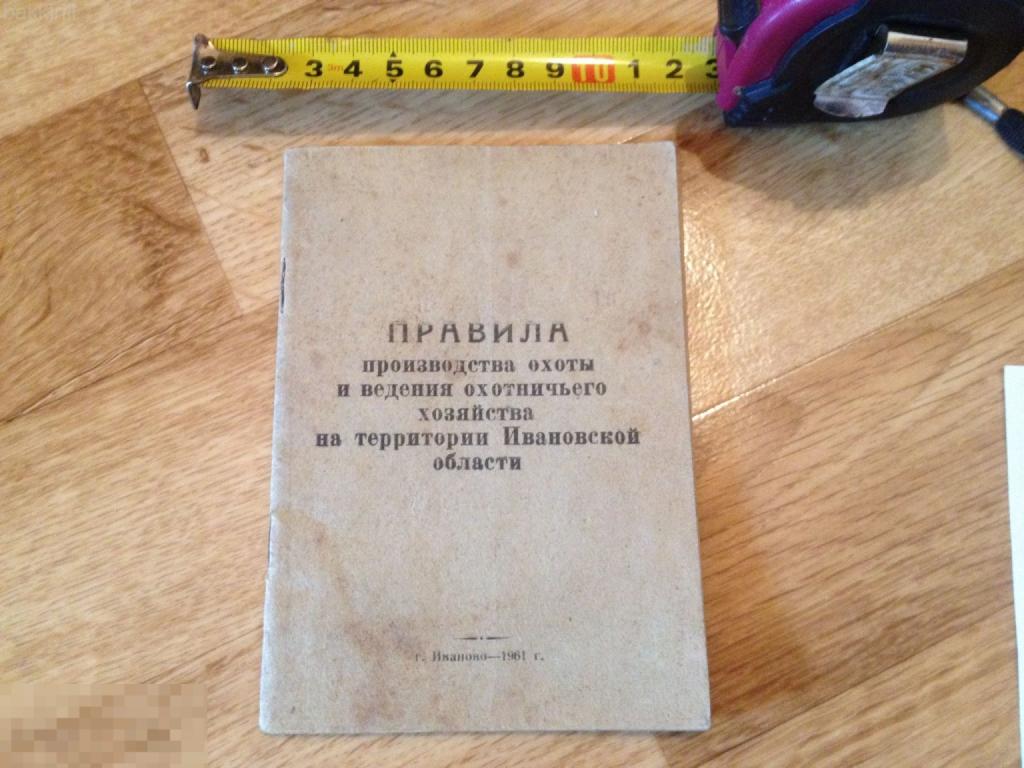 3 4 5 6 7 8 9 10 1 2 3
ПРАВИЛА
производства охоты
и ведения охотничьего
хозяйства
на территории Ивановской
области
г. Иваново—1961 г.